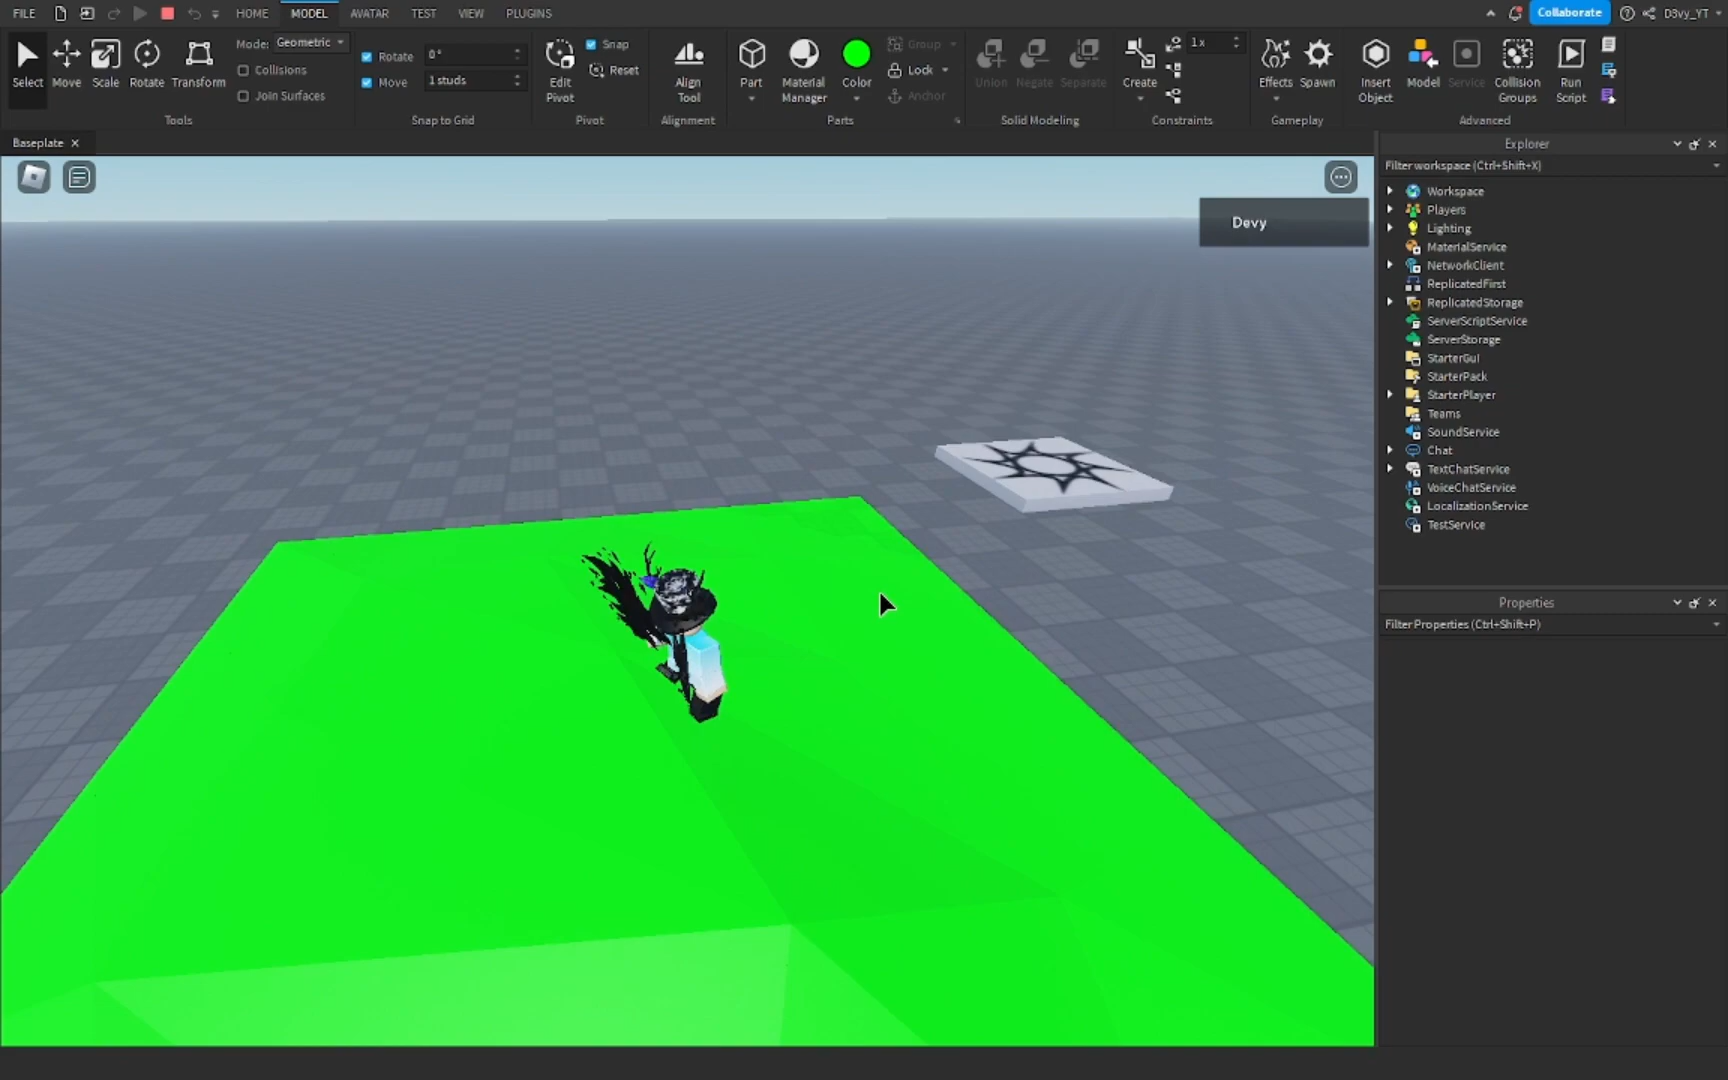 FILE HOME MODEL AVATAR TEST VIEW PLUGINS Collaborate D3vy_YT
Select Move Scale Rotate Transform
Mode: Geometric
Collisions
Join Surfaces
Tools
Rotate 0°
Move 1 studs
Snap to Grid
Edit Pivot
Snap
Reset
Pivot
Align Tool
Alignment
Part
Material Manager
Color
Group
Lock
Anchor
Parts
Union Negate Separate
Solid Modeling
Create
1x
Constraints
Effects Spawn
Gameplay
Insert Object
Model
Service
Collision Groups
Run Script
Advanced
Baseplate
Devy
Explorer
Filter workspace (Ctrl+Shift+X)
Workspace
Players
Lighting
MaterialService
NetworkClient
ReplicatedFirst
ReplicatedStorage
ServerScriptService
ServerStorage
StarterGui
StarterPack
StarterPlayer
Teams
SoundService
Chat
TextChatService
VoiceChatService
LocalizationService
TestService
Properties
Filter Properties (Ctrl+Shift+P)